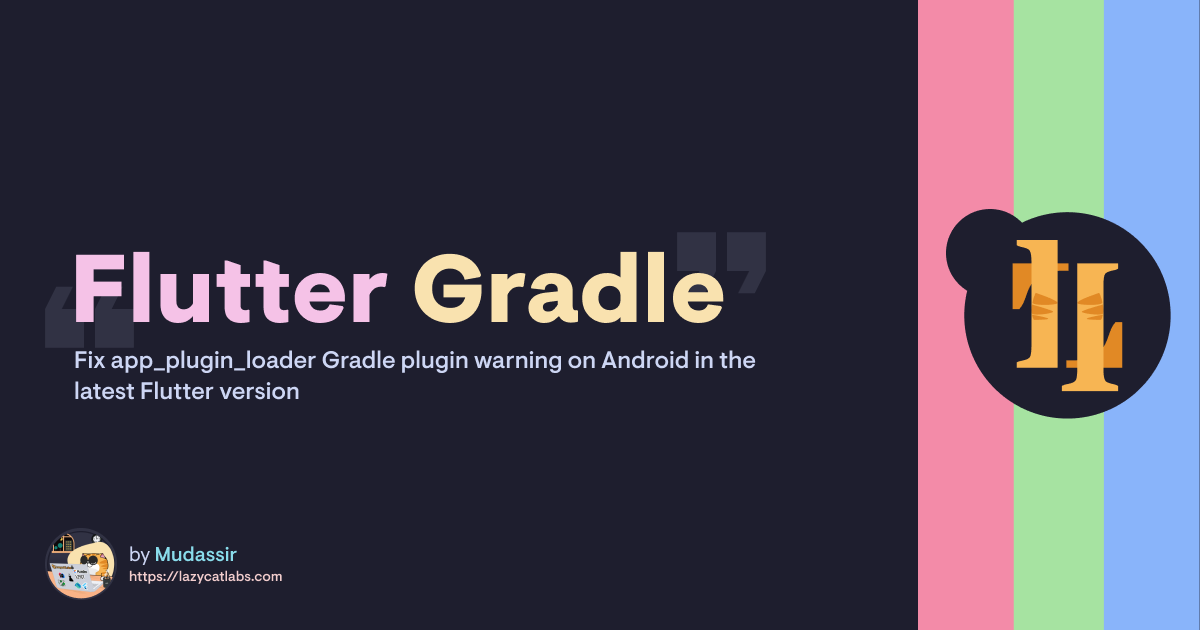 Flutter Gradle
Fix app_plugin_loader Gradle plugin warning on Android in the
latest Flutter version
by Mudassir
https://lazycatlabs.com